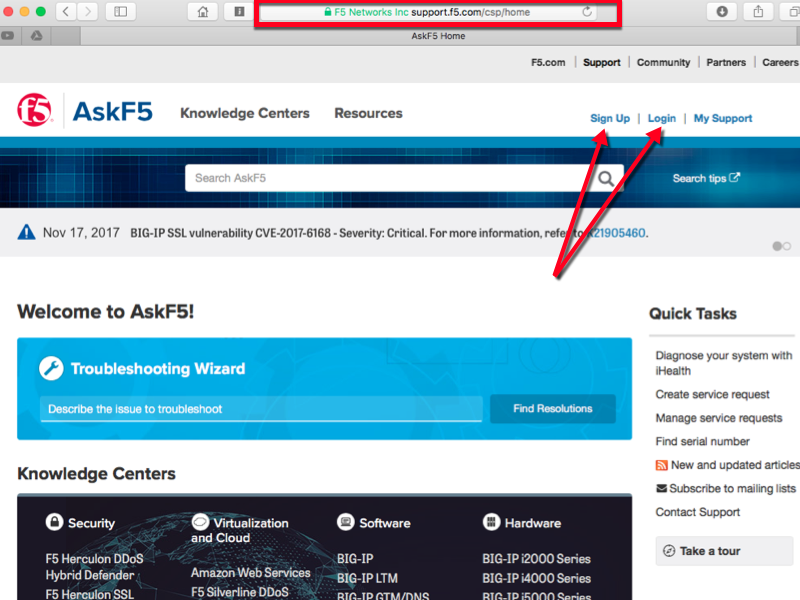 F5 Networks Inc support.f5.com/csp/home
AskF5 Home
F5.com | Support | Community | Partners | Careers
f5 AskF5 Knowledge Centers Resources
Sign Up | Login | My Support
Search AskF5
Search tips
Nov 17, 2017 BIG-IP SSL vulnerability CVE-2017-6168 - Severity: Critical. For more information, refer to K21905460.
Welcome to AskF5!
Troubleshooting Wizard
Describe the issue to troubleshoot
Find Resolutions
Quick Tasks
Diagnose your system with
iHealth
Create service request
Manage service requests
Find serial number
New and updated articles
Subscribe to mailing lists
Contact Support
Take a tour
Knowledge Centers
Security
F5 Herculon DDoS
Hybrid Defender
F5 Herculon SSL
Virtualization
and Cloud
Amazon Web Services
F5 Silverline DDoS
Software
BIG-IP
BIG-IP LTM
BIG-IP GTM/DNS
Hardware
BIG-IP i2000 Series
BIG-IP i4000 Series
BIG-IP i5000 Series